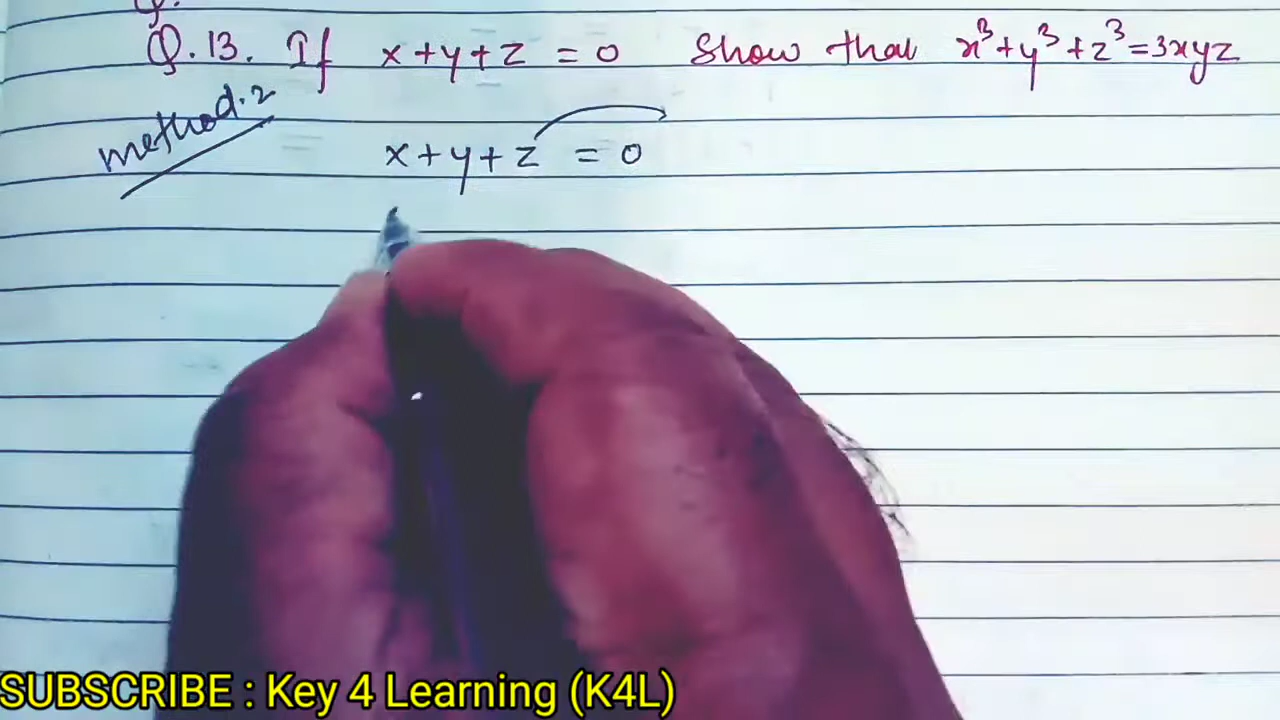 Q.13. If x+y+z = 0 Show that x³+y³+z³=3xyz
method.2
x+y+z = 0
SUBSCRIBE : Key 4 Learning (K4L)